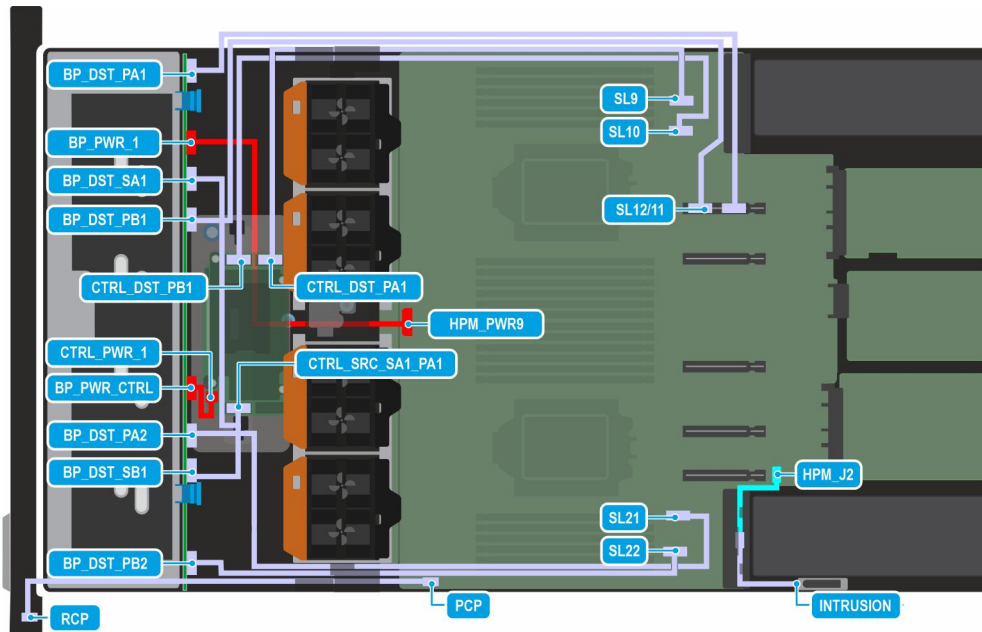 BP_DST_PA1
BP_PWR_1
BP_DST_SA1
BP_DST_PB1
CTRL_DST_PB1
CTRL_DST_PA1
CTRL_PWR_1
CTRL_SRC_SA1_PA1
BP_PWR_CTRL
BP_DST_PA2
BP_DST_SB1
BP_DST_PB2
RCP
PCP
HPM_PWR9
SL9
SL10
SL12/11
HPM_J2
SL21
SL22
INTRUSION